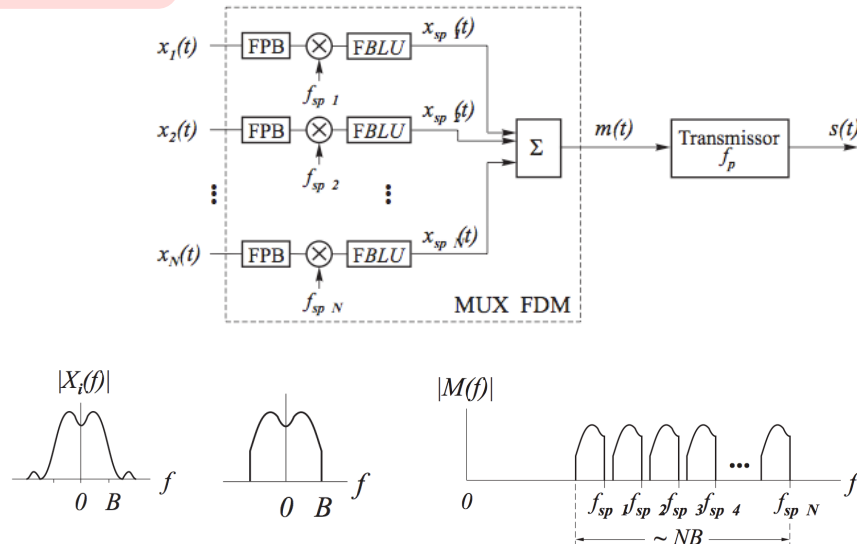 x1(t) FPB × FBLU xsp 1(t)
fsp 1
x2(t) FPB × FBLU xsp 2(t)
fsp 2
Σ m(t) Transmissor fp s(t)
xN(t) FPB × FBLU xsp N(t)
fsp N
MUX FDM
|Xi(f)|
0 B f
0 B f
|M(f)|
0 fsp 1 fsp 2 fsp 3 fsp 4 ... fsp N f
~ NB